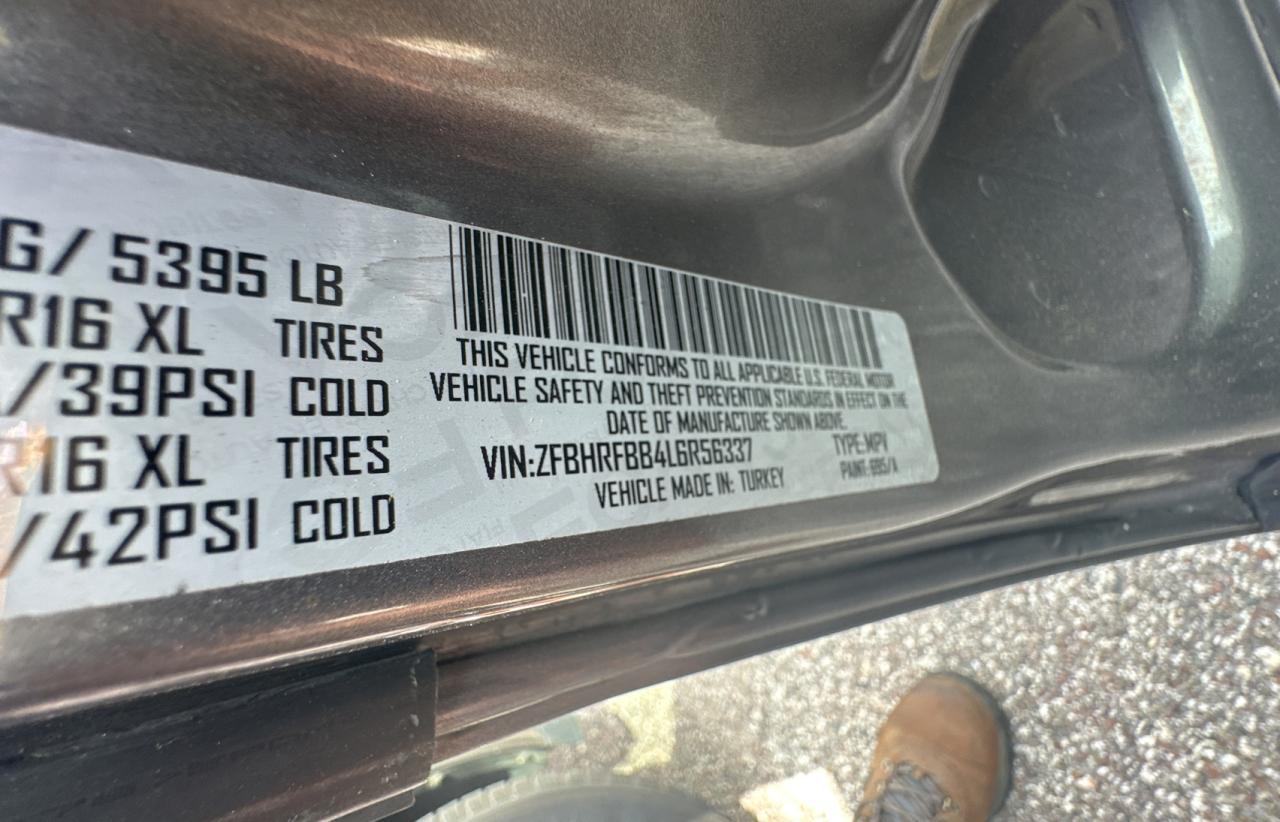 G/ 5395 LB
R16 XL TIRES
/39PSI COLD
R16 XL TIRES
/42PSI COLD
THIS VEHICLE CONFORMS TO ALL APPLICABLE U.S. FEDERAL MOTOR
VEHICLE SAFETY AND THEFT PREVENTION STANDARDS IN EFFECT ON THE
DATE OF MANUFACTURE SHOWN ABOVE.
VIN:ZFBHRFBB4L6R56337 TYPE:MPV
VEHICLE MADE IN: TURKEY PAINT:695/A